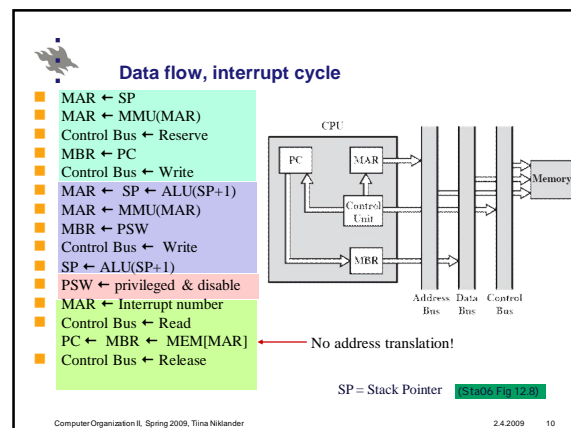 Data flow, interrupt cycle
MAR ← SP
MAR ← MMU(MAR)
Control Bus ← Reserve
MBR ← PC
Control Bus ← Write
MAR ← SP ← ALU(SP+1)
MAR ← MMU(MAR)
MBR ← PSW
Control Bus ← Write
SP ← ALU(SP+1)
PSW ← privileged & disable
MAR ← Interrupt number
Control Bus ← Read
PC ← MBR ← MEM[MAR]
Control Bus ← Release
CPU
PC
MAR
Control
Unit
MBR
Memory
Address
Bus
Data
Bus
Control
Bus
No address translation!
SP = Stack Pointer
(Sta06 Fig 12.8)
Computer Organization II, Spring 2009, Tiina Niklander
2.4.2009
10